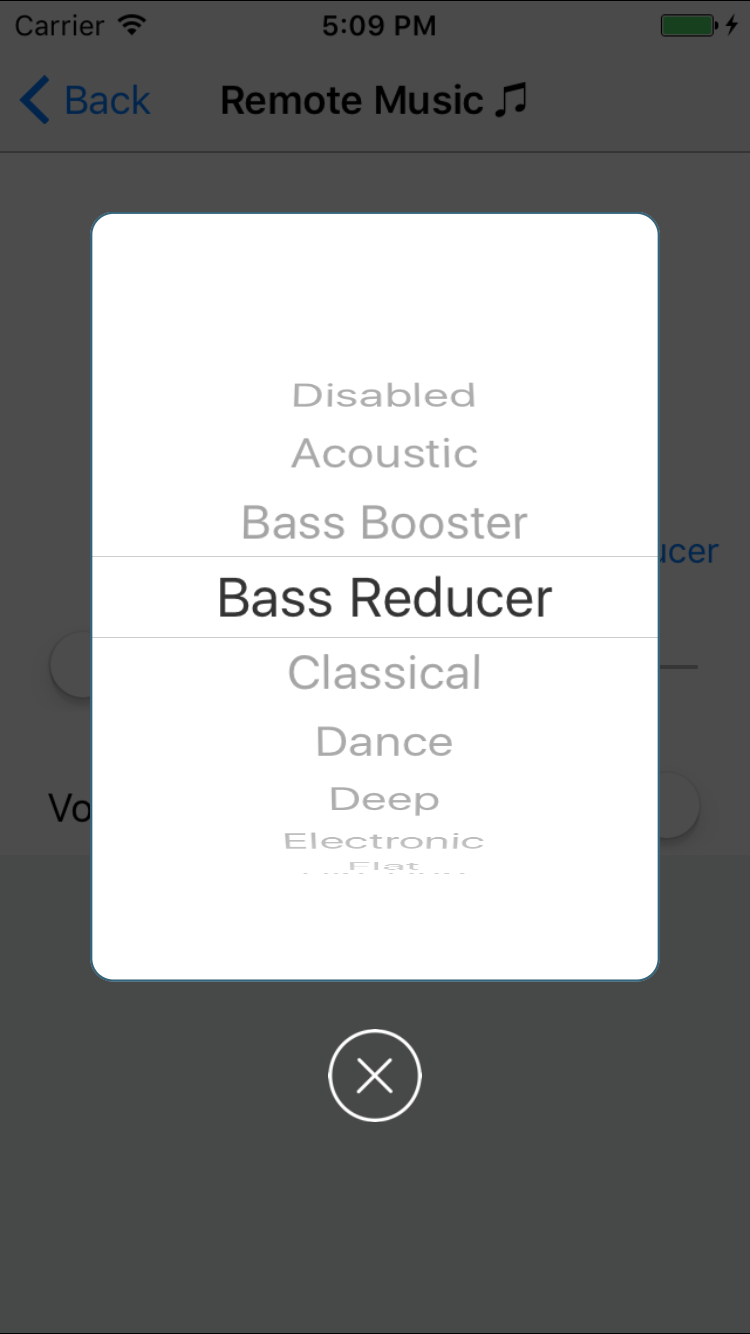 Carrier 5:09 PM
Back Remote Music
Disabled
Acoustic
Bass Booster
ucer
Bass Reducer
Classical
Dance
Vo
Deep
Electronic
Flat